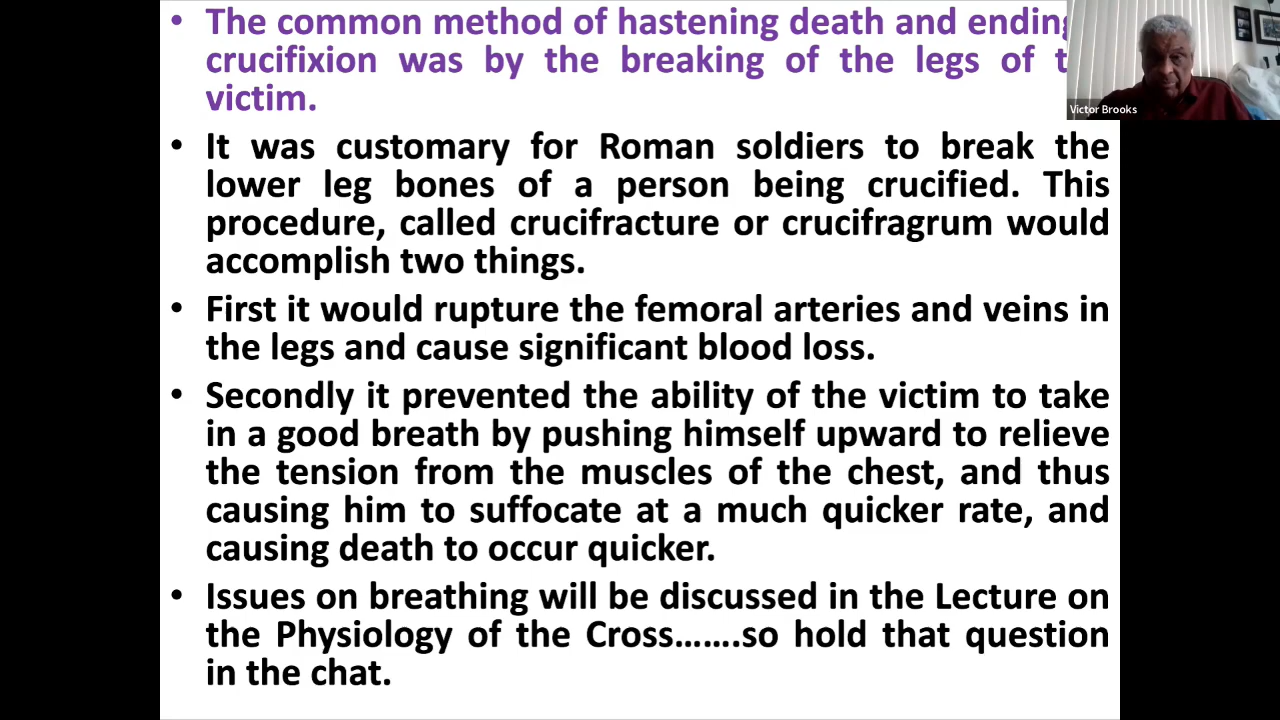 • The common method of hastening death and ending
crucifixion was by the breaking of the legs of
victim.
• It was customary for Roman soldiers to break the
lower leg bones of a person being crucified. This
procedure, called crucifracture or crucifragrum would
accomplish two things.
• First it would rupture the femoral arteries and veins in
the legs and cause significant blood loss.
• Secondly it prevented the ability of the victim to take
in a good breath by pushing himself upward to relieve
the tension from the muscles of the chest, and thus
causing him to suffocate at a much quicker rate, and
causing death to occur quicker.
• Issues on breathing will be discussed in the Lecture on
the Physiology of the Cross.......so hold that question
in the chat.
Victor Brooks